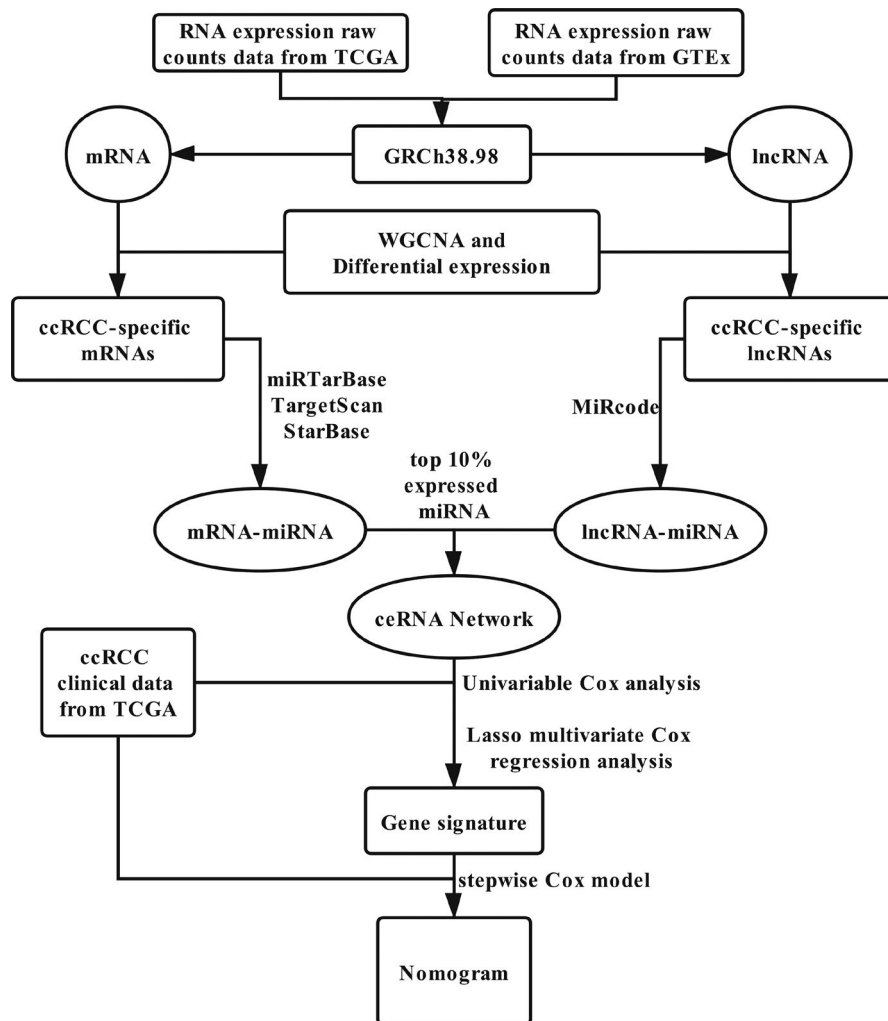 RNA expression raw
counts data from TCGA
RNA expression raw
counts data from GTEx
mRNA
GRCh38.98
lncRNA
WGCNA and
Differential expression
ccRCC-specific
mRNAs
ccRCC-specific
lncRNAs
miRTarBase
TargetScan
StarBase
MiRcode
top 10%
expressed
miRNA
mRNA-miRNA
lncRNA-miRNA
ceRNA Network
ccRCC
clinical data
from TCGA
Univariable Cox analysis
Lasso multivariate Cox
regression analysis
Gene signature
stepwise Cox model
Nomogram